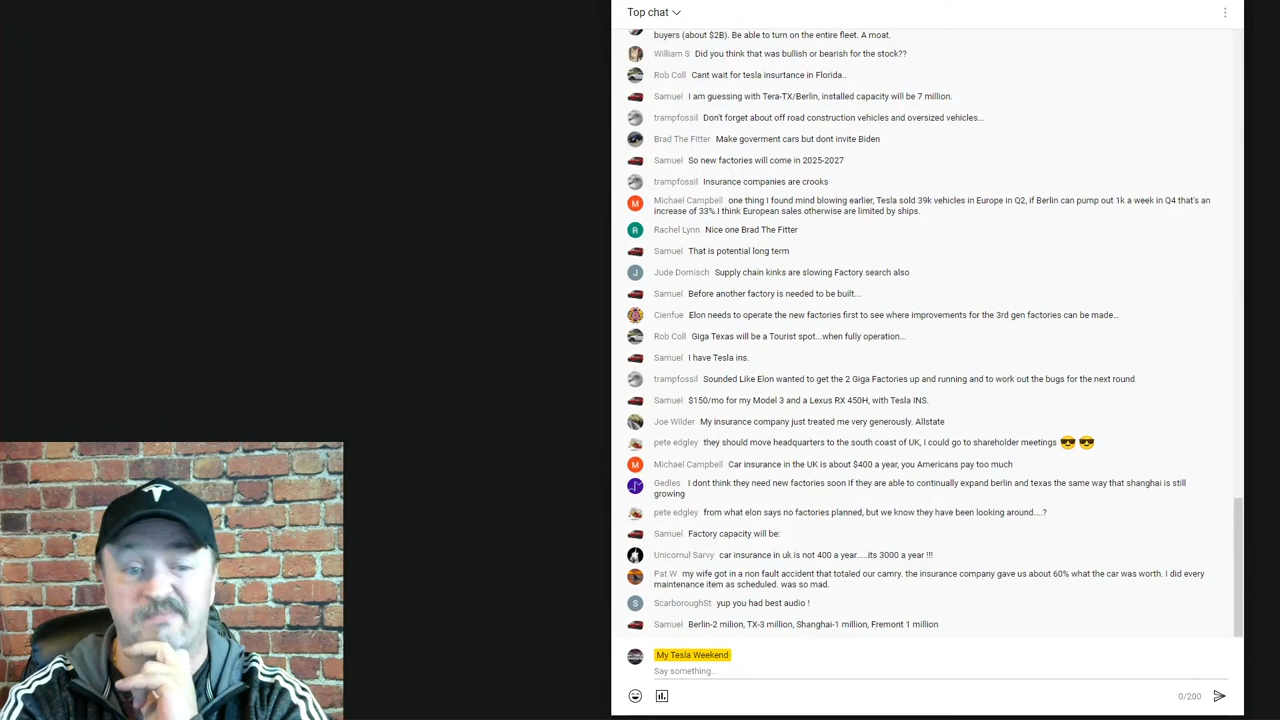 Top chat
buyers (about $2B). Be able to turn on the entire fleet. A moat.
William S Did you think that was bullish or bearish for the stock??
Rob Coll Cant wait for tesla insurtance in Florida..
Samuel I am guessing with Tera-TX/Berlin, installed capacity will be 7 million.
trampfossil Don't forget about off road construction vehicles and oversized vehicles...
Brad The Fitter Make goverment cars but dont invite Biden
Samuel So new factories will come in 2025-2027
trampfossil Insurance companies are crooks
Michael Campbell one thing I found mind blowing earlier, Tesla sold 39k vehicles in Europe in Q2, if Berlin can pump out 1k a week in Q4 that's an
increase of 33%.I think European sales otherwise are limited by ships.
Rachel Lynn Nice one Brad The Fitter
Samuel That is potential long term
Jude Domisch Supply chain kinks are slowing Factory search also
Samuel Before another factory is needed to be built...
Cienfue Elon needs to operate the new factories first to see where improvements for the 3rd gen factories can be made…
Rob Coll Giga Texas will be a Tourist spot...when fully operation...
Samuel I have Tesla ins.
trampfossil Sounded Like Elon wanted to get the 2 Giga Factories up and running and to work out the bugs for the next round
Samuel $150/mo for my Model 3 and a Lexus RX 450H, with Tesla INS.
Joe Wilder My insurance company just treated me very generously. Allstate
pete edgley they should move headquarters to the south coast of UK, I could go to shareholder meetings 😎 😎
Michael Campbell Car insurance in the UK is about $400 a year, you Americans pay too much
Gedles I dont think they need new factories soon If they are able to continually expand berlin and texas the same way that shanghai is still
growing
pete edgley from what elon says no factories planned, but we know they have been looking around....?
Samuel Factory capacity will be:
Unicornul Sarvy car insurance in uk is not 400 a year.....its 3000 a year !!!
Pat W my wife got in a non fault accident that totaled our camry. the insurance company gave us about 60% what the car was worth. I did every
maintenance item as scheduled. was so mad.
ScarboroughSt yup you had best audio !
Samuel Berlin-2 milion, TX-3 million, Shanghai-1 million, Fremont 1 million
My Tesla Weekend
Say something...
0/200